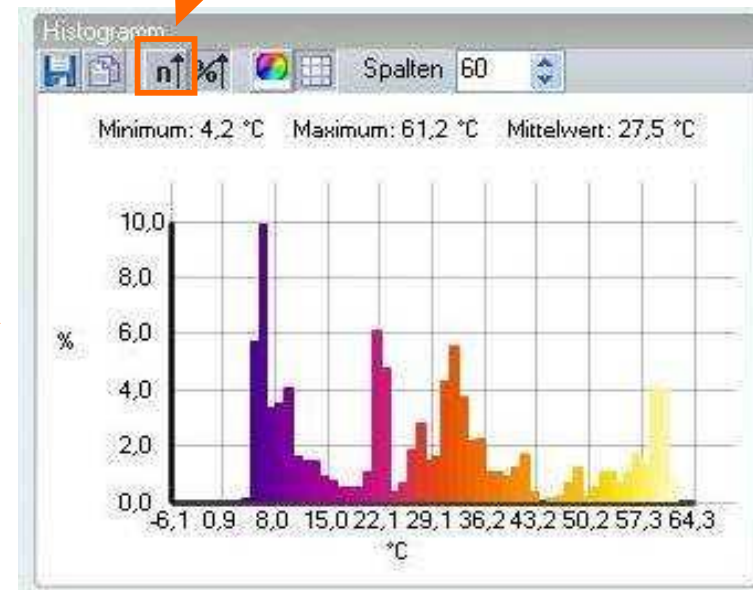 Histogramm
n↑ %↑ Spalten 60
Minimum: 4,2 °C Maximum: 61,2 °C Mittelwert: 27,5 °C
10,0
8,0
%
6,0
4,0
2,0
0,0
-6,1 0,9 8,0 15,0 22,1 29,1 36,2 43,2 50,2 57,3 64,3
°C